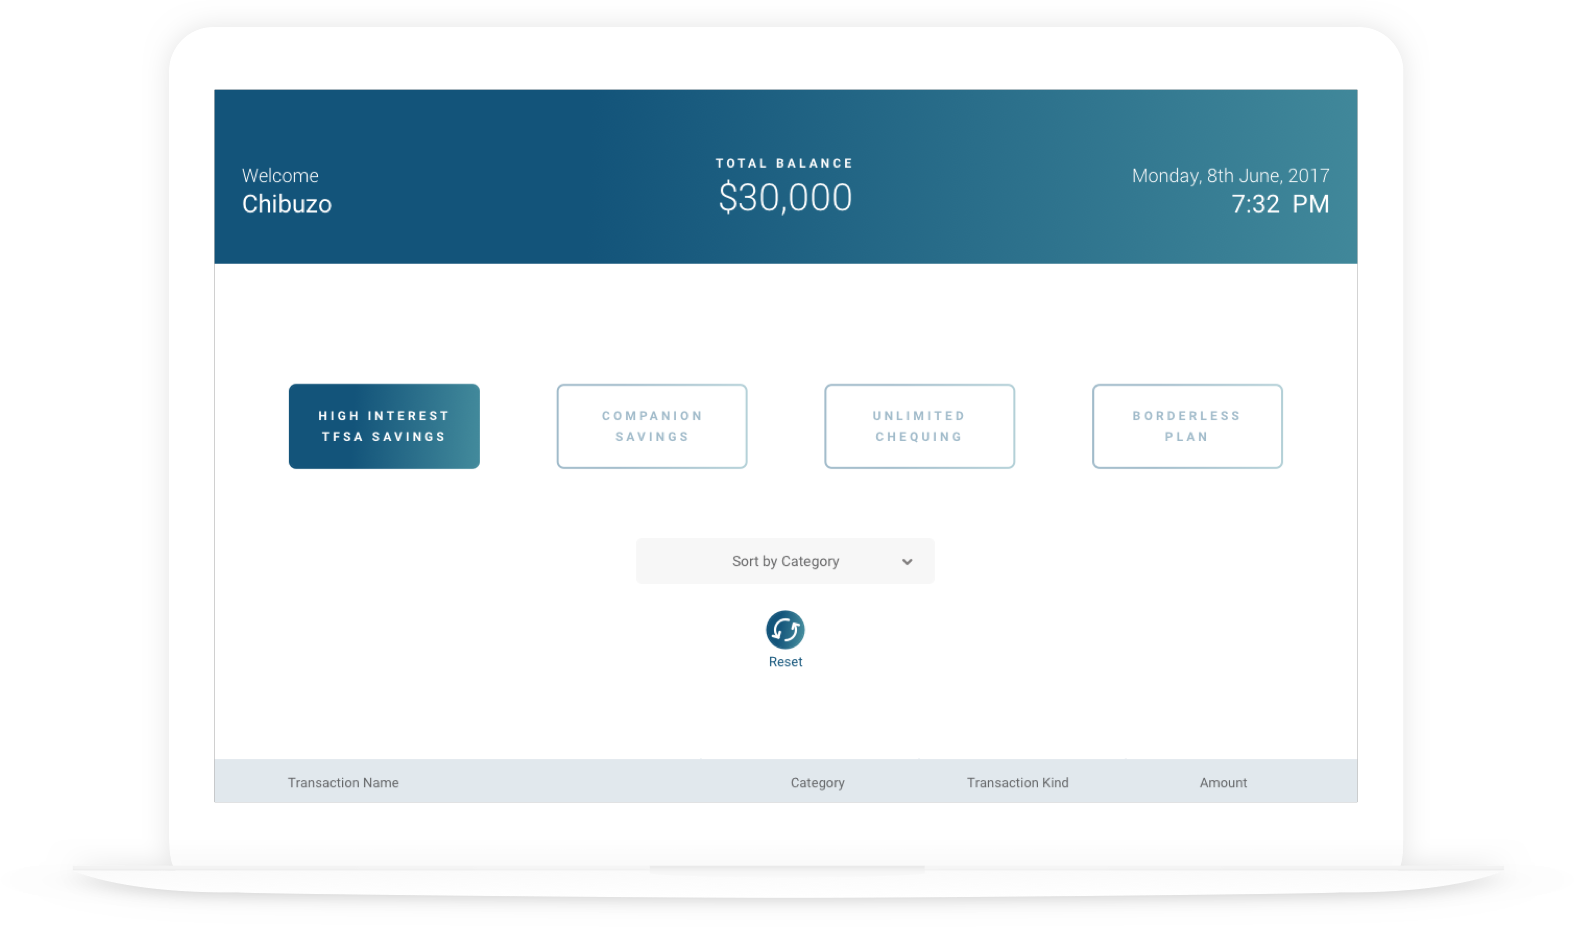 Welcome
Chibuzo
TOTAL BALANCE
$30,000
Monday, 8th June, 2017
7:32 PM
HIGH INTEREST
TFSA SAVINGS
COMPANION
SAVINGS
UNLIMITED
CHEQUING
BORDERLESS
PLAN
Sort by Category
Reset
Transaction Name Category Transaction Kind Amount